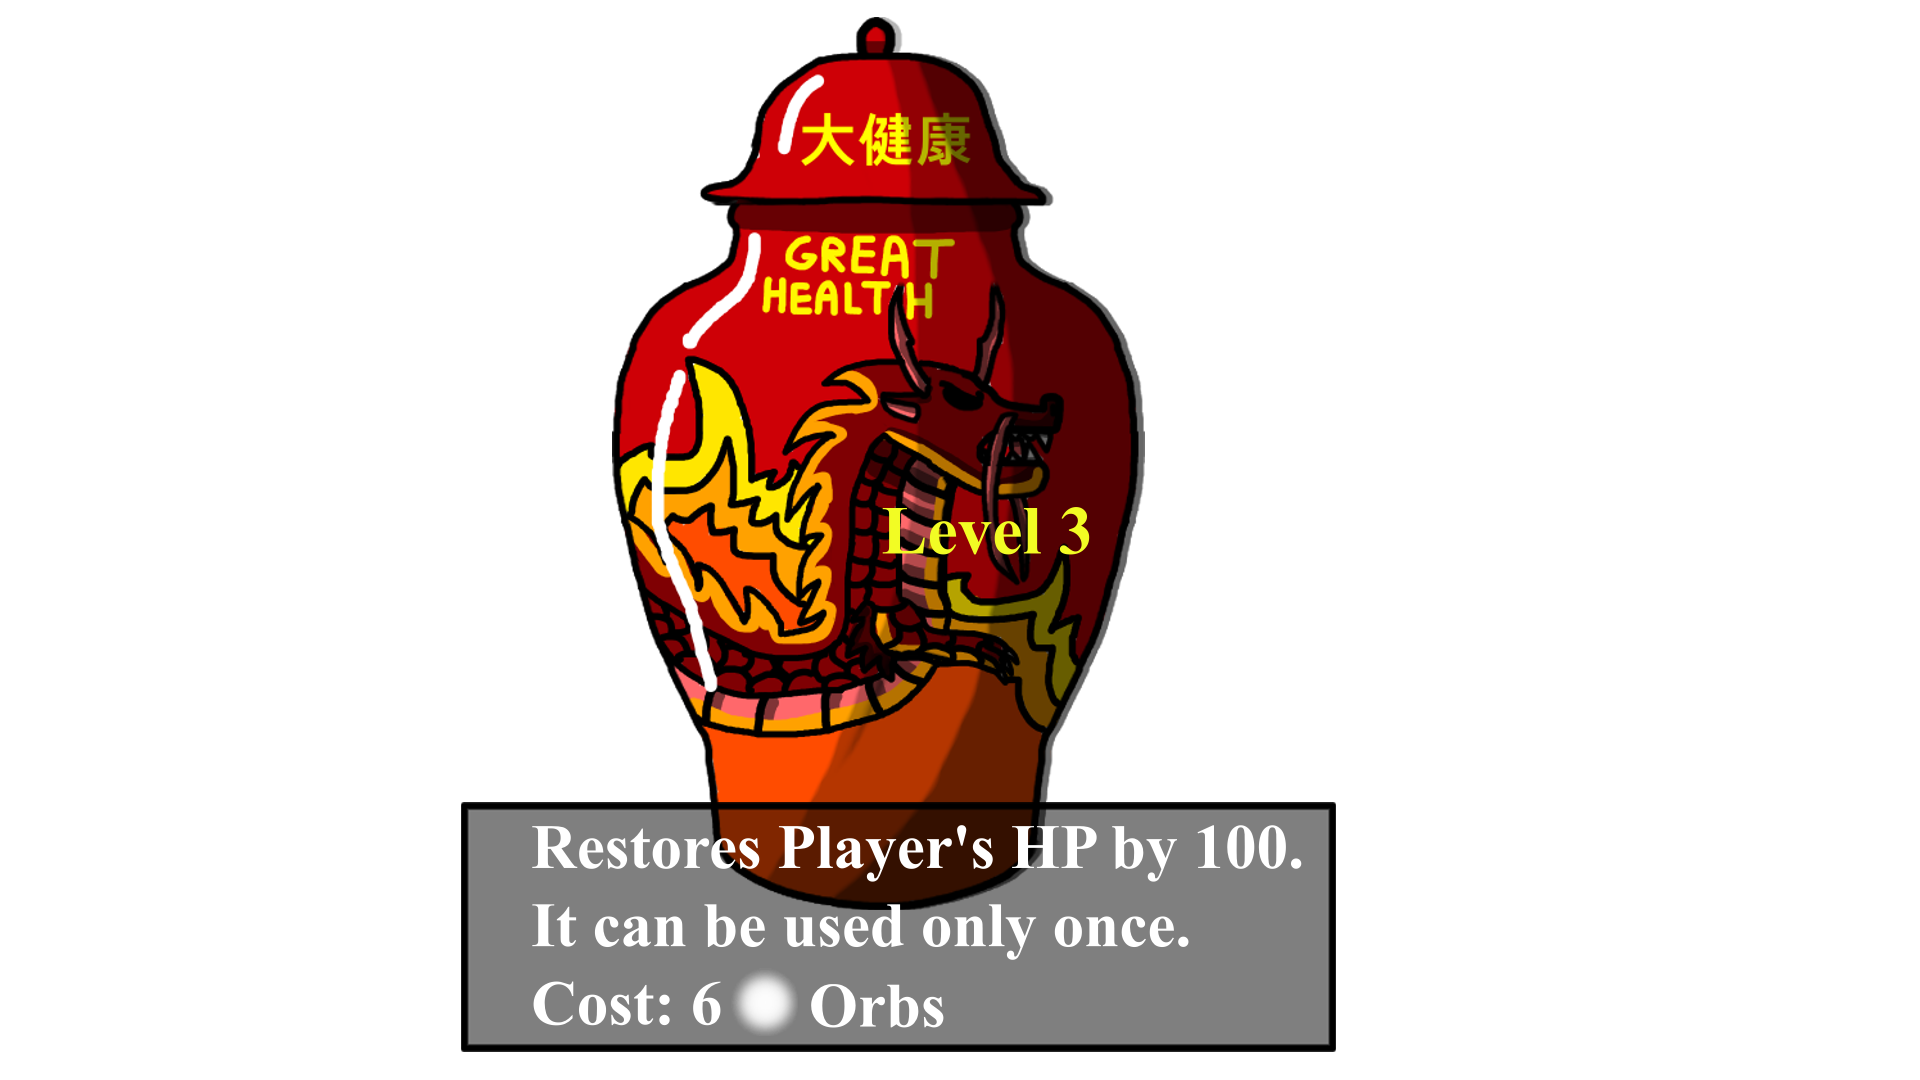 大健康
GREAT
HEALTH
Level 3
Restores Player's HP by 100.
It can be used only once.
Cost: 6 Orbs